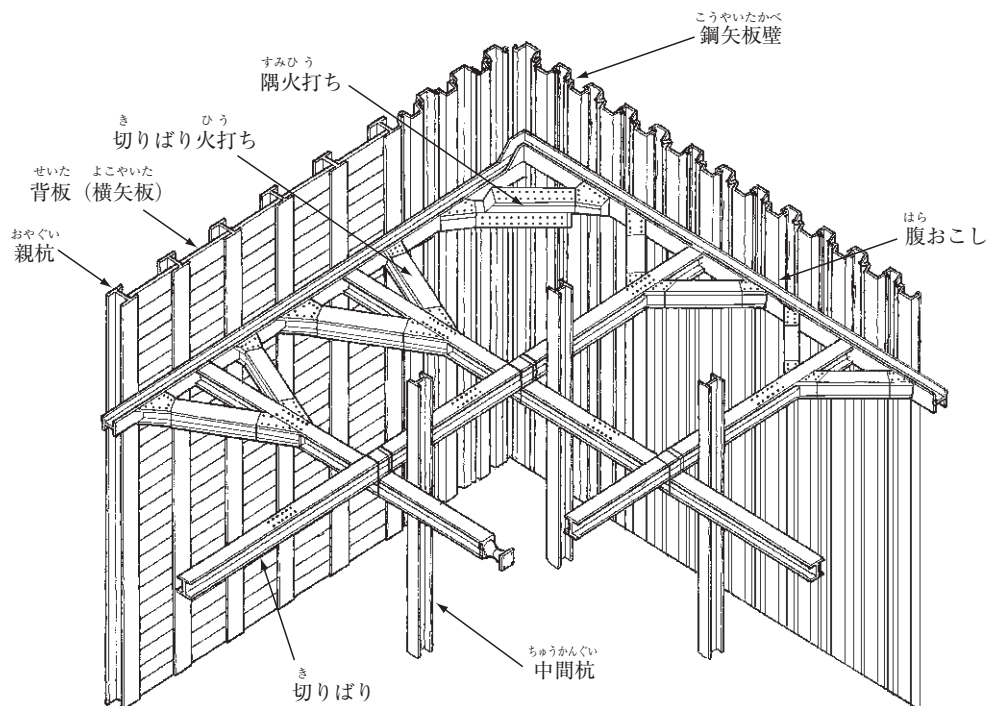 こうやいたかべ
鋼矢板壁
すみひう
隅火打ち
きひう
切りばり火打ち
せいた よこやいた
背板（横矢板）
おやぐい
親杭
はら
腹おこし
ちゅうかんぐい
中間杭
き
切りばり